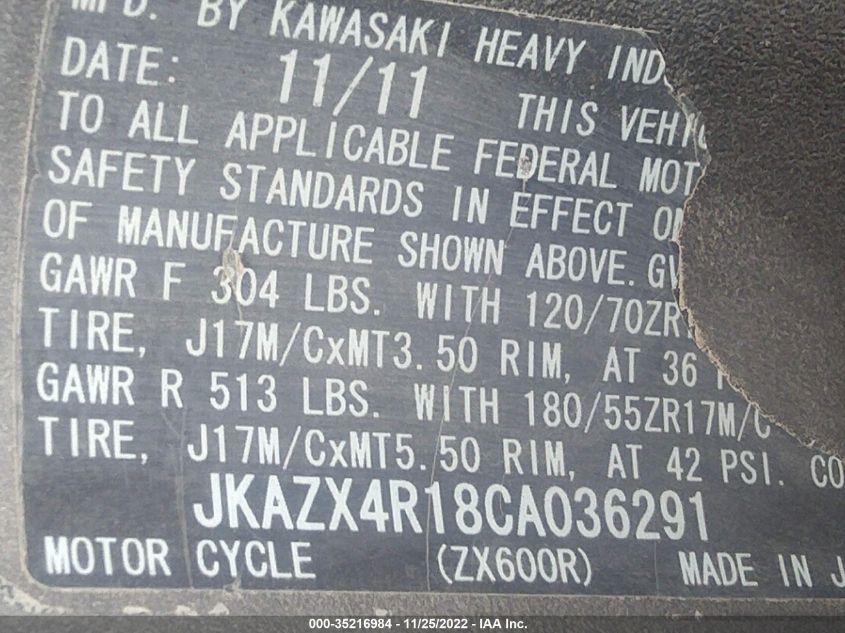 MFD. BY KAWASAKI HEAVY IND
DATE: 11/11 THIS VEHIC
TO ALL APPLICABLE FEDERAL MOT
SAFETY STANDARDS IN EFFECT ON
OF MANUFACTURE SHOWN ABOVE. GV
GAWR F 304 LBS. WITH 120/70ZR
TIRE, J17M/CxMT3.50 RIM, AT 36
GAWR R 513 LBS. WITH 180/55ZR17M/C
TIRE, J17M/CxMT5.50 RIM, AT 42 PSI. CO
JKAZX4R18CA036291
MOTOR CYCLE (ZX600R) MADE IN J
000-35216984 - 11/25/2022 - IAA Inc.